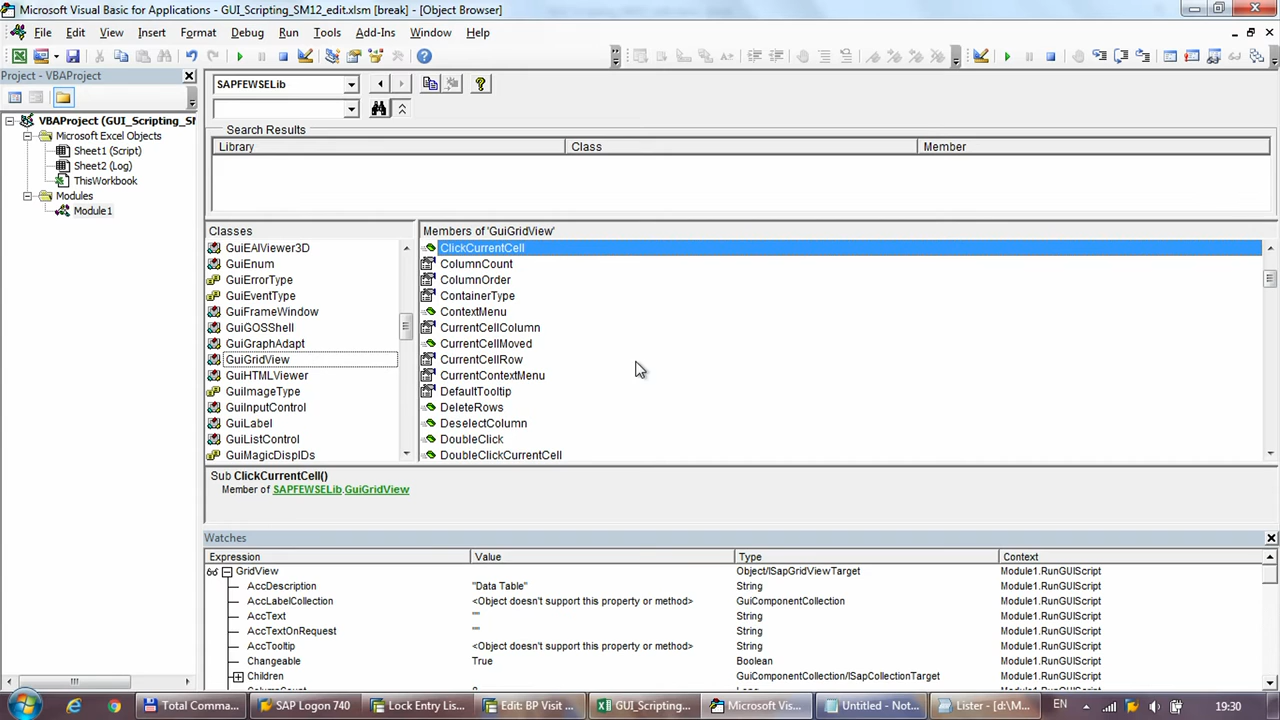 Microsoft Visual Basic for Applications - GUI_Scripting_SM12_edit.xlsm [break] - [Object Browser]
File Edit View Insert Format Debug Run Tools Add-Ins Window Help
Project - VBAProject
SAPFEWSELib
VBAProject (GUI_Scripting_SM
Microsoft Excel Objects
Sheet1 (Script)
Sheet2 (Log)
ThisWorkbook
Modules
Module1
Search Results
Library Class Member
Classes Members of 'GuiGridView'
GuiEAIViewer3D ClickCurrentCell
GuiEnum ColumnCount
GuiErrorType ColumnOrder
GuiEventType ContainerType
GuiFrameWindow ContextMenu
GuiGOSShell CurrentCellColumn
GuiGraphAdapt CurrentCellMoved
GuiGridView CurrentCellRow
GuiHTMLViewer CurrentContextMenu
GuiImageType DefaultTooltip
GuiInputControl DeleteRows
GuiLabel DeselectColumn
GuiListControl DoubleClick
GuiMagicDispIDs DoubleClickCurrentCell
Sub ClickCurrentCell()
Member of SAPFEWSELib.GuiGridView
Watches
Expression Value Type Context
GridView Object/ISapGridViewTarget Module1.RunGUIScript
AccDescription "Data Table" String Module1.RunGUIScript
AccLabelCollection <Object doesn't support this property or method> GuiComponentCollection Module1.RunGUIScript
AccText "" String Module1.RunGUIScript
AccTextOnRequest "" String Module1.RunGUIScript
AccTooltip <Object doesn't support this property or method> String Module1.RunGUIScript
Changeable True Boolean Module1.RunGUIScript
Children GuiComponentCollection/ISapCollectionTarget Module1.RunGUIScript
Total Comma... SAP Logon 740 Lock Entry Lis... Edit: BP Visit ... GUI_Scripting... Microsoft Vis... Untitled - Not... Lister - [d:\M... EN 19:30